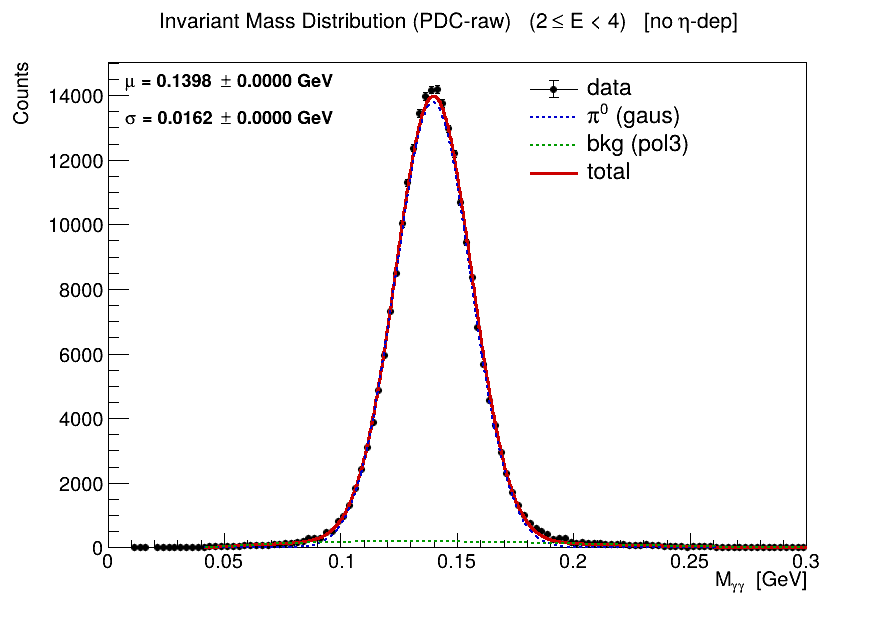 Invariant Mass Distribution (PDC-raw) (2 ≤ E < 4) [no η-dep]
Counts
μ = 0.1398 ± 0.0000 GeV
σ = 0.0162 ± 0.0000 GeV
data
π⁰ (gaus)
bkg (pol3)
total
14000
12000
10000
8000
6000
4000
2000
0
0 0.05 0.1 0.15 0.2 0.25 0.3
Mγγ [GeV]